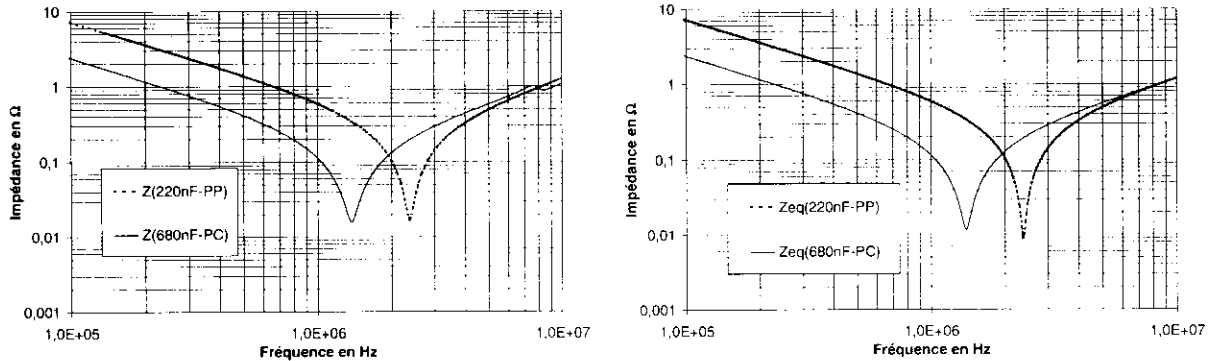 10
1
0,1
0,01
0,001
Impédance en Ω
Z(220nF-PP)
Z(680nF-PC)
1,0E+05
1,0E+06
1,0E+07
Fréquence en Hz
10
1
0,1
0,01
0,001
Impédance en Ω
Zeq(220nF-PP)
Zeq(680nF-PC)
1,0E+05
1,0E+06
1,0E+07
Fréquence en Hz